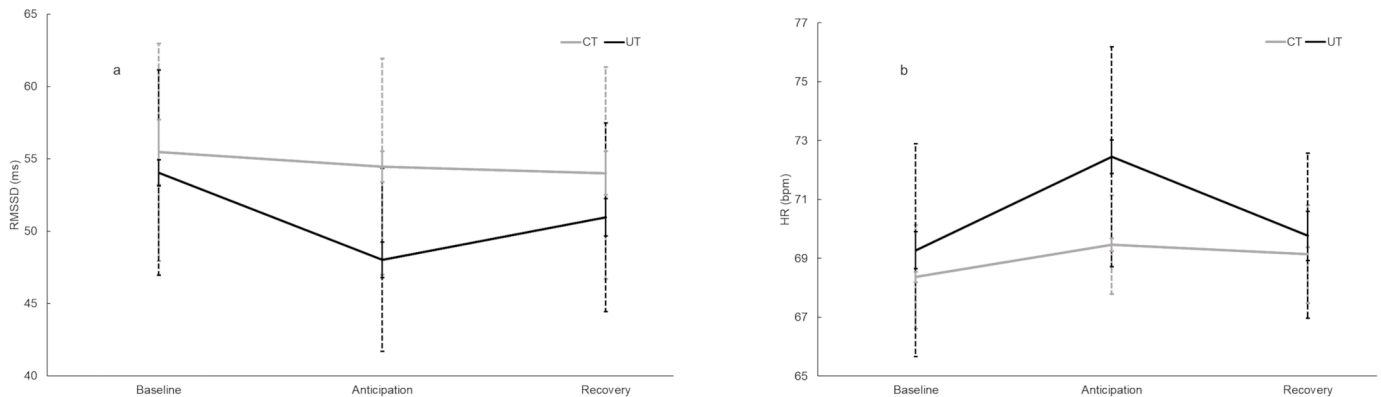 65
60
55
50
45
40
RMSSD (ms)
a
CT UT
Baseline Anticipation Recovery
77
75
73
71
69
67
65
HR (bpm)
b
CT UT
Baseline Anticipation Recovery